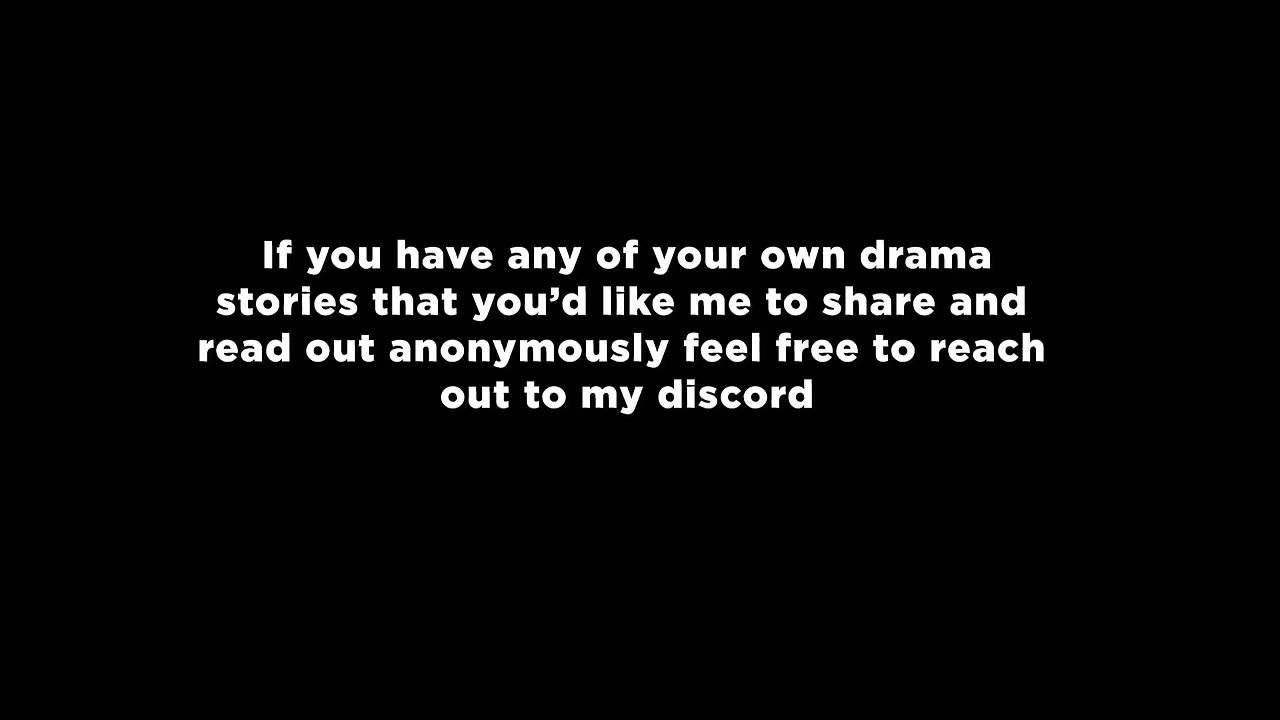 If you have any of your own drama
stories that you’d like me to share and
read out anonymously feel free to reach
out to my discord